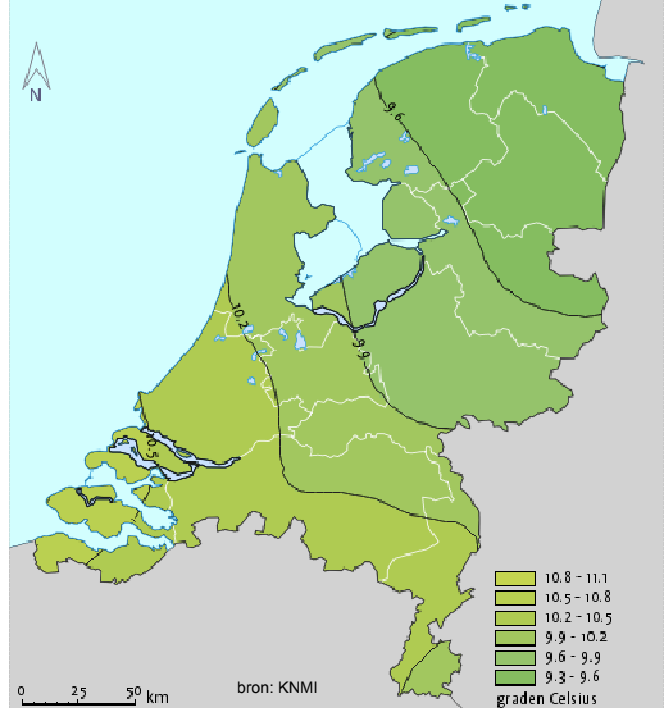 N
9.6
10.2
9.9
10.5
10.8 - 11.1
10.5 - 10.8
10.2 - 10.5
9.9 - 10.2
9.6 - 9.9
9.3 - 9.6
graden Celsius
0 25 50 km
bron: KNMI